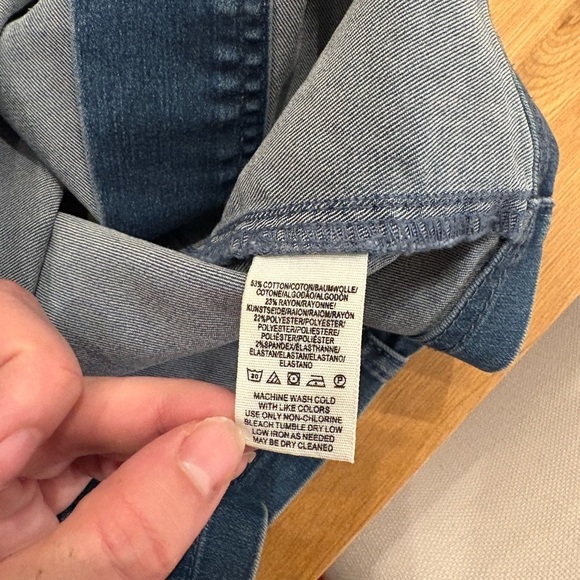 53% COTTON/COTON/BAUMWOLLE/
COTONE/ALGODÃO/ALGODÓN
23% RAYON/RAYONNE/
KUNSTSEIDE/RAION/RAIOM/RAYÓN
22%POLYESTER/POLYESTER/
POLYESTER/POLIESTERE/
POLIÉSTER/POLIÉSTER
2%SPANDEX/ÉLASTHANNE/
ELASTAN/ELASTAN/ELASTANO/
ELASTANO
30 P
MACHINE WASH COLD
WITH LIKE COLORS
USE ONLY NON-CHLORINE
BLEACH TUMBLE DRY LOW
LOW IRON AS NEEDED
MAY BE DRY CLEANED